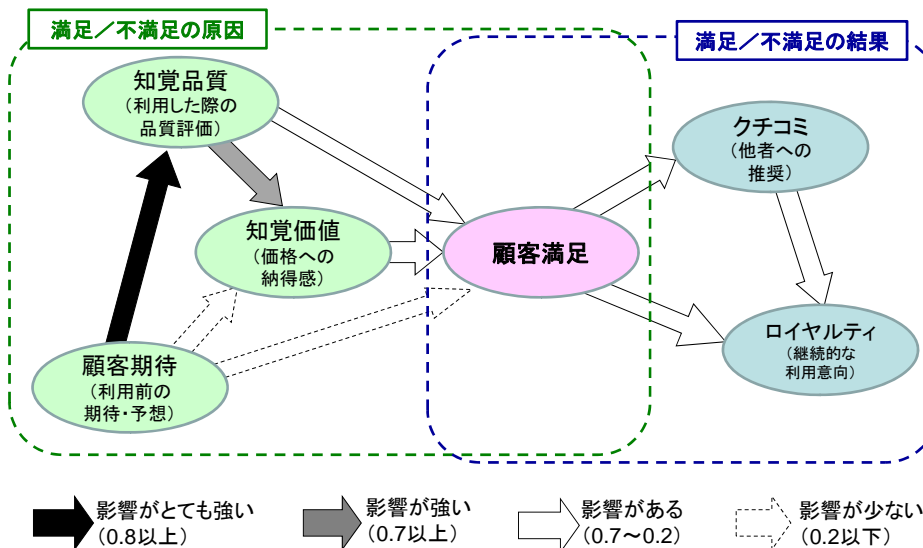 満足／不満足の原因
満足／不満足の結果
知覚品質
(利用した際の
品質評価)
クチコミ
(他者への
推奨)
知覚価値
(価格への
納得感)
顧客満足
顧客期待
(利用前の
期待・予想)
ロイヤルティ
(継続的な
利用意向)
影響がとても強い
(0.8以上)
影響が強い
(0.7以上)
影響がある
(0.7～0.2)
影響が少ない
(0.2以下)